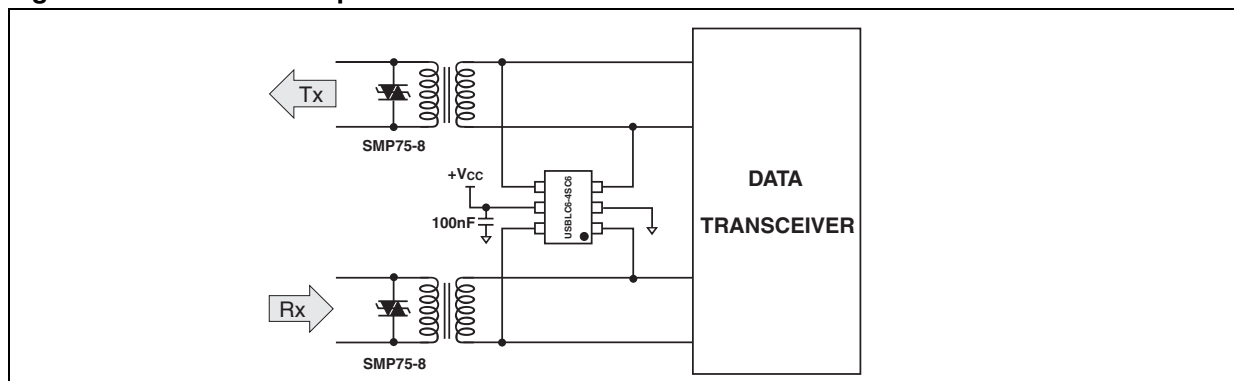 Tx
SMP75-8
+Vcc
100nF
USBLC6-4SC6
DATA
TRANSCEIVER
Rx
SMP75-8